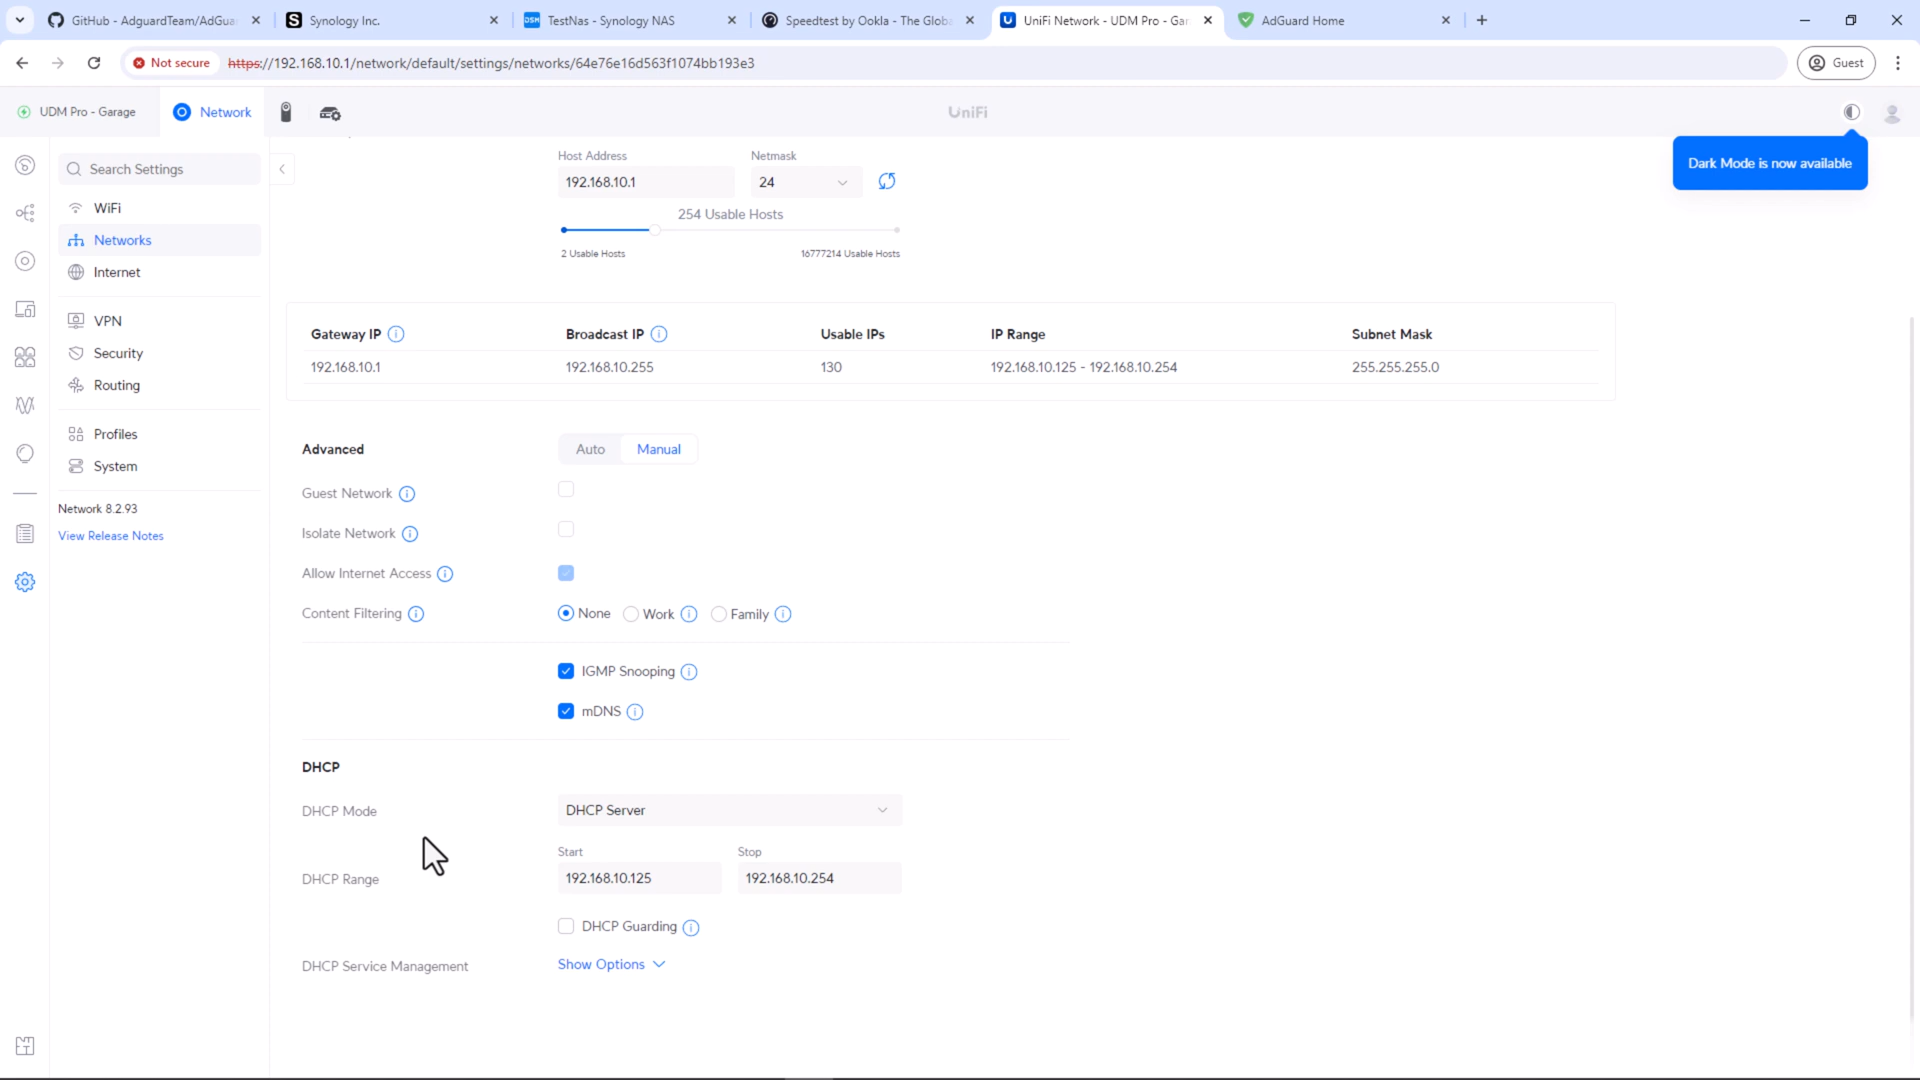 GitHub - AdguardTeam/AdGua
Synology Inc.
DSM TestNas - Synology NAS
Speedtest by Ookla - The Globa
UniFi Network - UDM Pro - Gar
AdGuard Home
Not secure
https://192.168.10.1/network/default/settings/networks/64e76e16d563f1074bb193e3
Guest
UDM Pro - Garage
Network
UniFi
Dark Mode is now available
Search Settings
WiFi
Networks
Internet
VPN
Security
Routing
Profiles
System
Network 8.2.93
View Release Notes
Host Address
Netmask
192.168.10.1
24
254 Usable Hosts
2 Usable Hosts
16777214 Usable Hosts
Gateway IP
Broadcast IP
Usable IPs
IP Range
Subnet Mask
192.168.10.1
192.168.10.255
130
192.168.10.125 - 192.168.10.254
255.255.255.0
Advanced
Auto
Manual
Guest Network
Isolate Network
Allow Internet Access
Content Filtering
None
Work
Family
IGMP Snooping
mDNS
DHCP
DHCP Mode
DHCP Server
DHCP Range
Start
Stop
192.168.10.125
192.168.10.254
DHCP Guarding
DHCP Service Management
Show Options